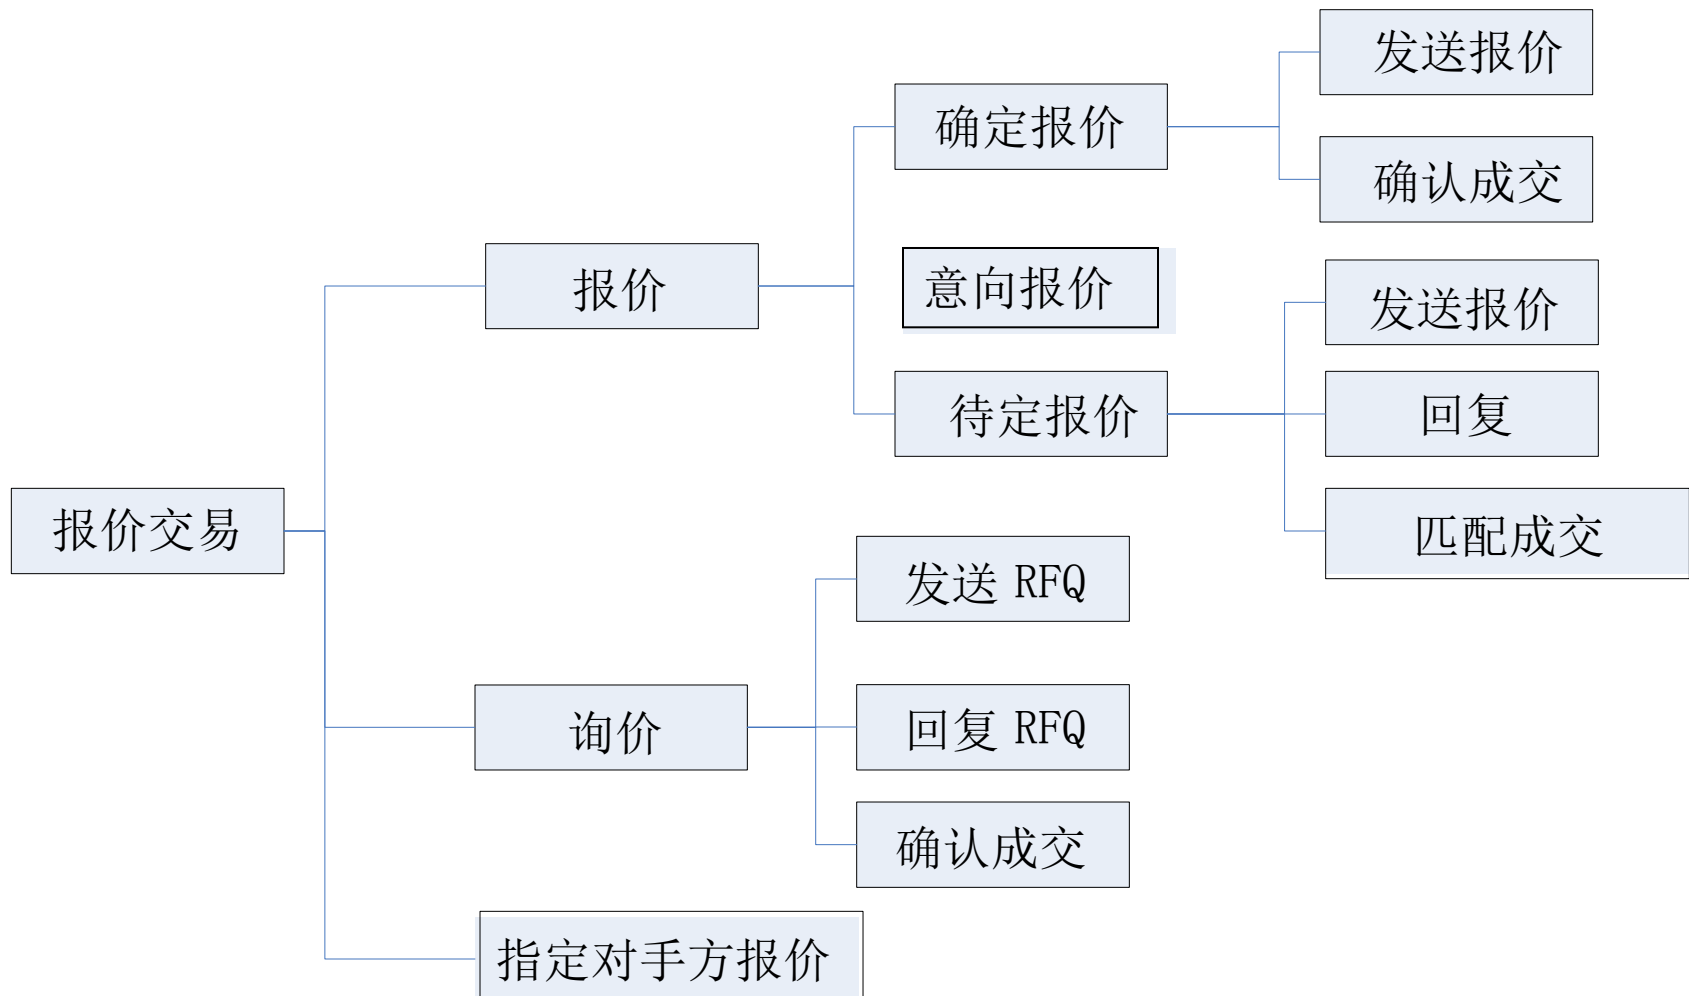 发送报价
确定报价
确认成交
报价
意向报价
发送报价
待定报价
回复
报价交易
匹配成交
发送 RFQ
询价
回复 RFQ
确认成交
指定对手方报价